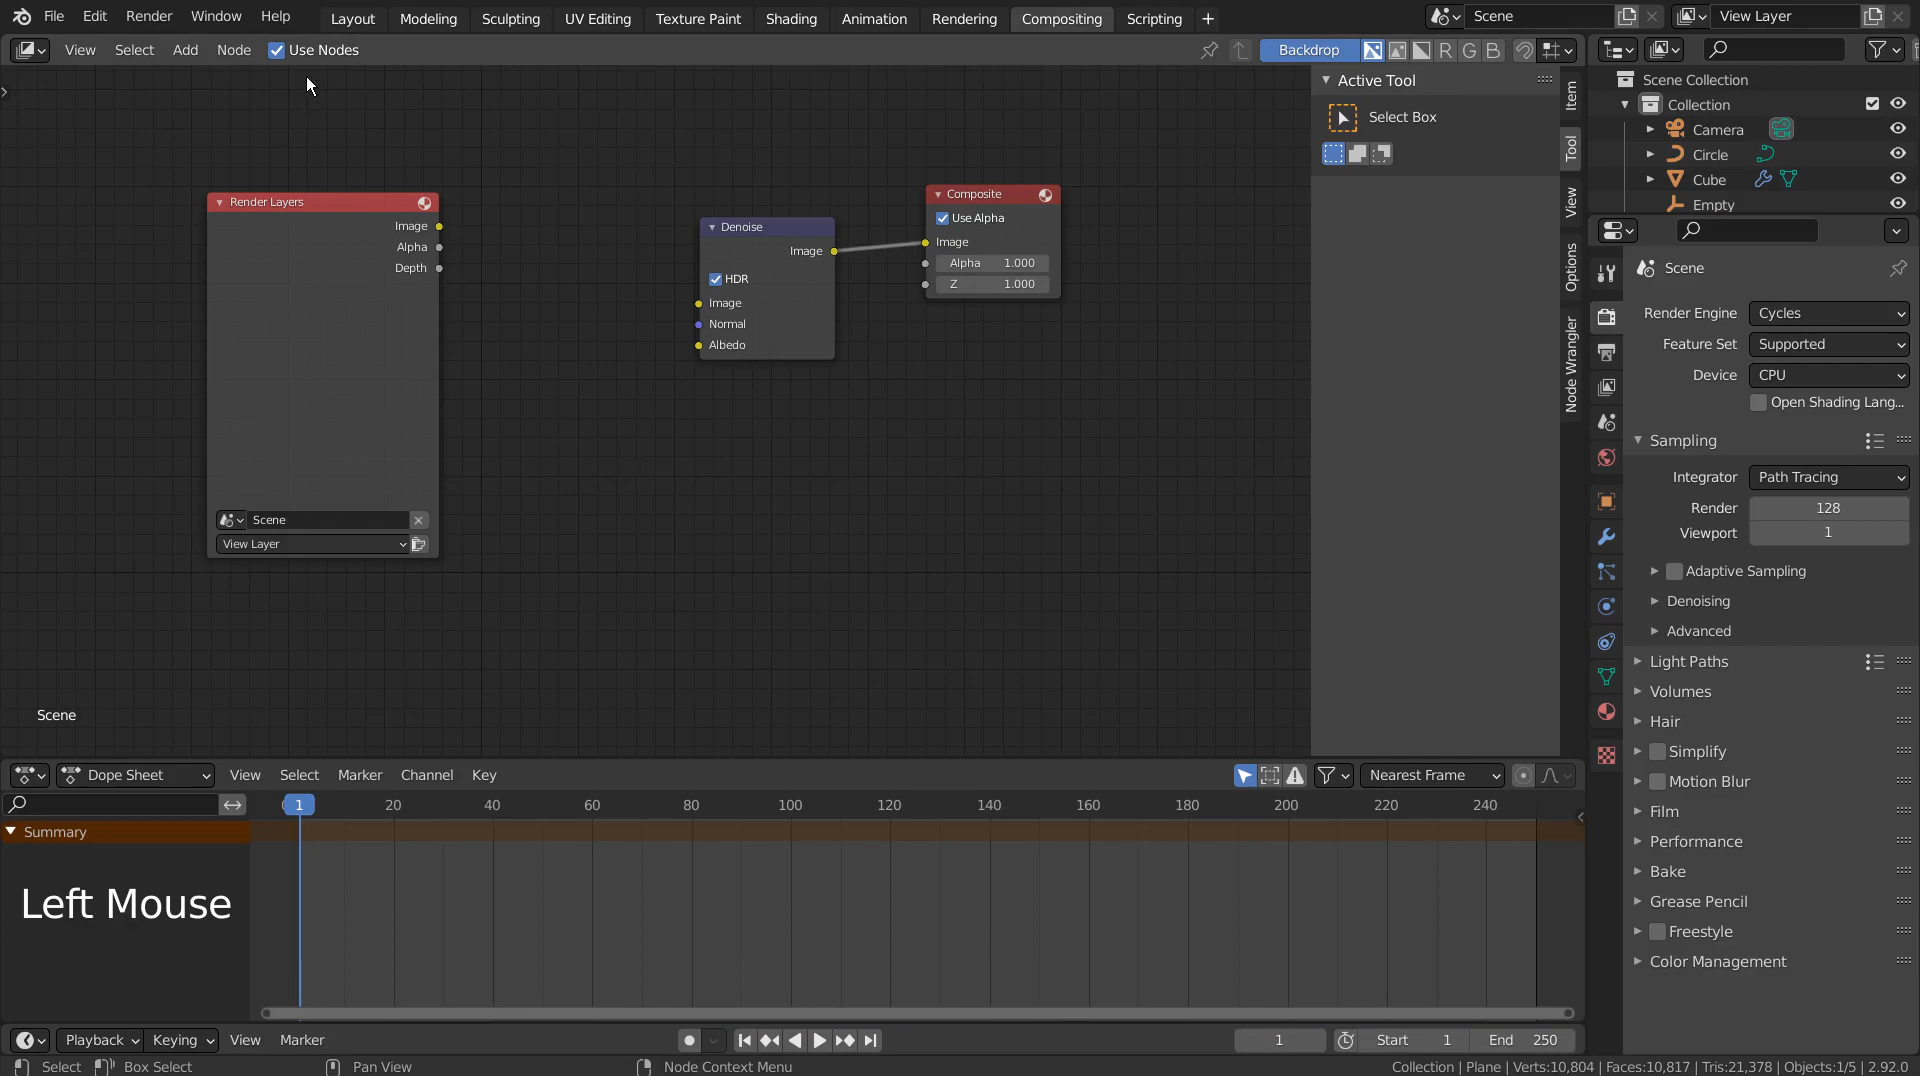 File Edit Render Window Help Layout Modeling Sculpting UV Editing Texture Paint Shading Animation Rendering Compositing Scripting + Scene View Layer
View Select Add Node Use Nodes Backdrop R G B
Active Tool
Select Box
Item
Tool
View
Options
Node Wrangler
Render Layers
Image
Alpha
Depth
Scene
View Layer
Denoise
Image
HDR
Image
Normal
Albedo
Composite
Use Alpha
Image
Alpha 1.000
Z 1.000
Scene
Scene Collection
Collection
Camera
Circle
Cube
Empty
Scene
Render Engine Cycles
Feature Set Supported
Device CPU
Open Shading Lang...
Sampling
Integrator Path Tracing
Render 128
Viewport 1
Adaptive Sampling
Denoising
Advanced
Light Paths
Volumes
Hair
Simplify
Motion Blur
Film
Performance
Bake
Grease Pencil
Freestyle
Color Management
Dope Sheet View Select Marker Channel Key Nearest Frame
1 20 40 60 80 100 120 140 160 180 200 220 240
Summary
Left Mouse
Playback Keying View Marker 1 Start 1 End 250
Select Box Select Pan View Node Context Menu Collection | Plane | Verts:10,804 | Faces:10,817 | Tris:21,378 | Objects:1/5 | 2.92.0